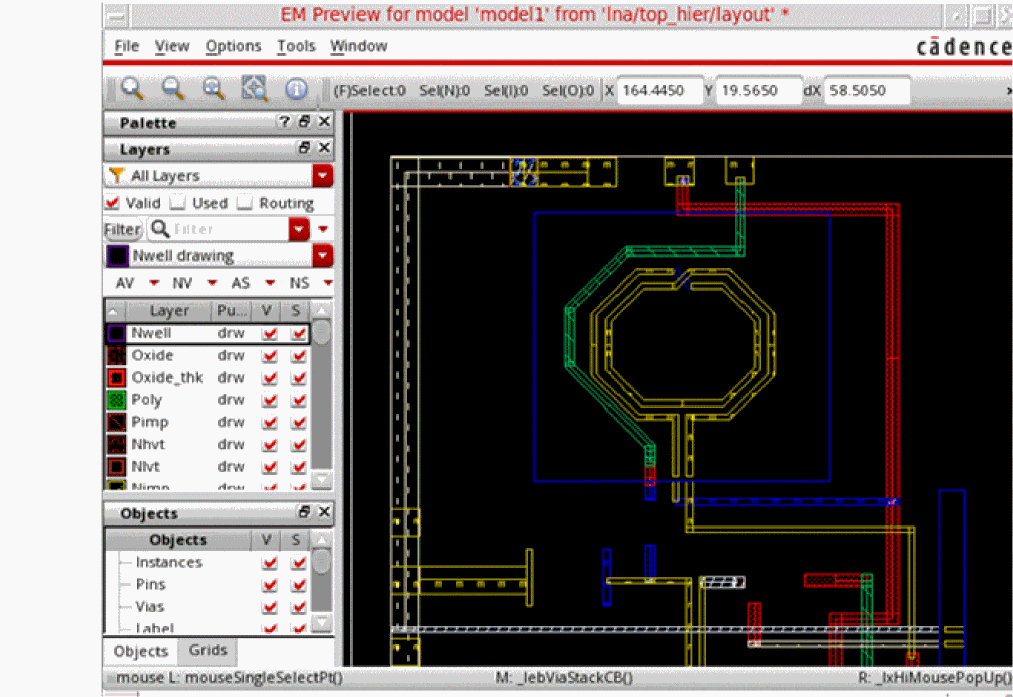 EM Preview for model 'model1' from 'lna/top_hier/layout' *
File View Options Tools Window cādence
(F)Select:0 Sel(N):0 Sel(I):0 Sel(O):0 X 164.4450 Y 19.5650 dX 58.5050
Palette
Layers
All Layers
Valid Used Routing
Filter Filter
Nwell drawing
AV NV AS NS
Layer Pu... V S
Nwell drw
Oxide drw
Oxide_thk drw
Poly drw
Pimp drw
Nhvt drw
Nlvt drw
Nimp drw
Objects
Objects V S
Instances
Pins
Vias
Label
Objects Grids
mouse L: mouseSingleSelectPt() M: _lebViaStackCB() R: _lxHiMousePopUp()